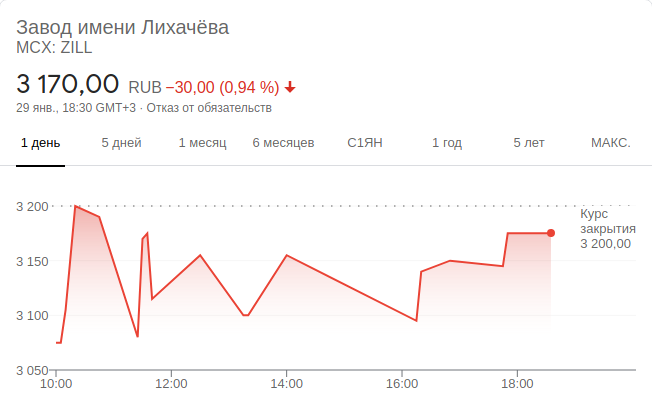 Завод имени Лихачёва
MCX: ZILL
3 170,00 RUB −30,00 (0,94 %)
29 янв., 18:30 GMT+3 · Отказ от обязательств
1 день 5 дней 1 месяц 6 месяцев С1ЯН 1 год 5 лет МАКС.
3 200
Курс
закрытия
3 200,00
3 150
3 100
3 050
10:00 12:00 14:00 16:00 18:00